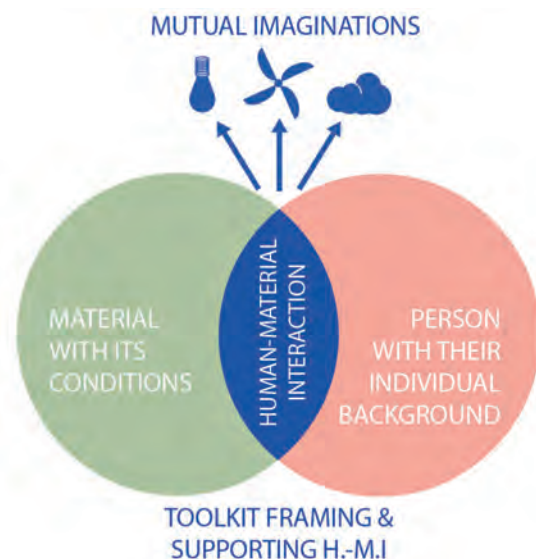 MUTUAL IMAGINATIONS
MATERIAL
WITH ITS
CONDITIONS
HUMAN-MATERIAL
INTERACTION
PERSON
WITH THEIR
INDIVIDUAL
BACKGROUND
TOOLKIT FRAMING &
SUPPORTING H.-M.I